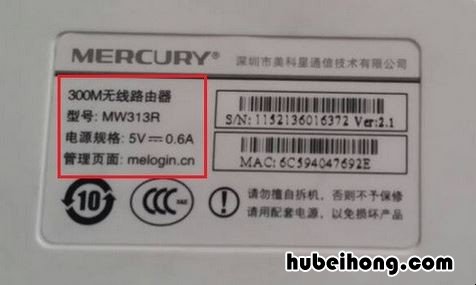 MERCURY®
深圳市美科星通信技术有限公司
300M无线路由器
型号: MW313R
电源规格: 5V⎓0.6A
管理页面: melogin.cn
S/N: 1152136016372 Ver:2.1
MAC: 6C594047692E
10
CCC
S&E
请勿擅自拆机，否则不予保修
请用配套电源，以免损坏产品
hubeihong.com